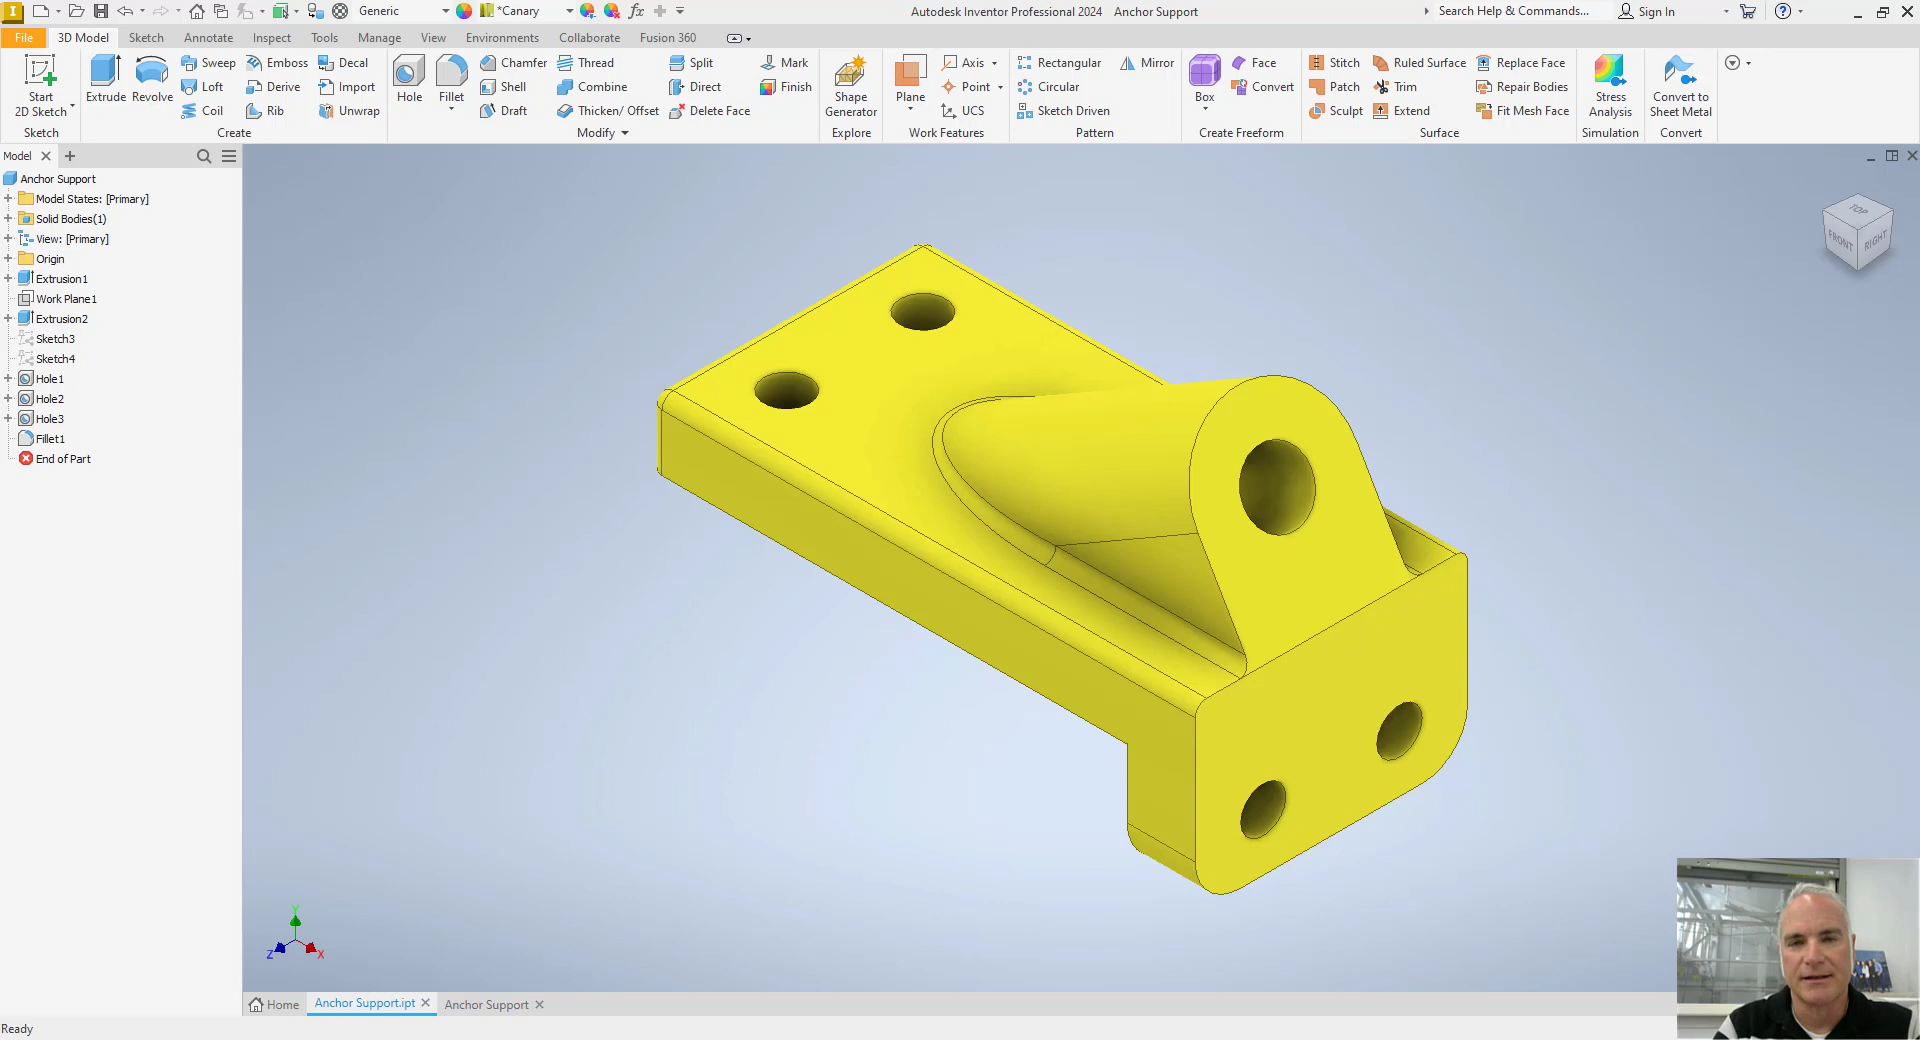 I Generic *Canary fx Autodesk Inventor Professional 2024 Anchor Support Search Help & Commands... Sign In
File 3D Model Sketch Annotate Inspect Tools Manage View Environments Collaborate Fusion 360
Start 2D Sketch
Sketch
Extrude Revolve
Sweep Emboss Decal
Loft Derive Import
Coil Rib Unwrap
Create
Hole Fillet
Chamfer Thread Split Mark
Shell Combine Direct Finish
Draft Thicken/ Offset Delete Face
Modify
Shape Generator
Explore
Plane
Axis
Point
UCS
Work Features
Rectangular Mirror
Circular
Sketch Driven
Pattern
Box
Face
Convert
Create Freeform
Stitch Ruled Surface Replace Face
Patch Trim Repair Bodies
Sculpt Extend Fit Mesh Face
Surface
Stress Analysis
Simulation
Convert to Sheet Metal
Convert
Model
Anchor Support
Model States: [Primary]
Solid Bodies(1)
View: [Primary]
Origin
Extrusion1
Work Plane1
Extrusion2
Sketch3
Sketch4
Hole1
Hole2
Hole3
Fillet1
End of Part
TOP
FRONT RIGHT
Y
Z X
Home Anchor Support.ipt Anchor Support
Ready